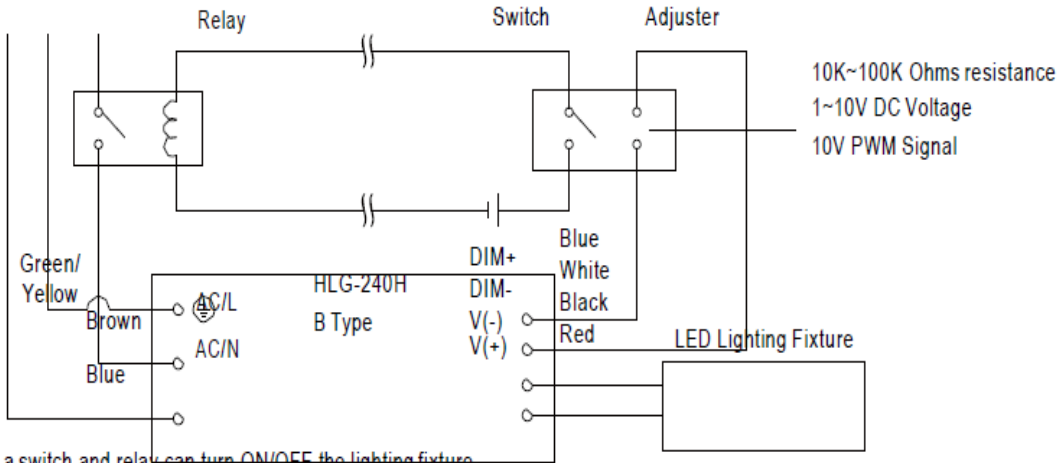 Relay
Switch
Adjuster
10K~100K Ohms resistance
1~10V DC Voltage
10V PWM Signal
Green/
Yellow
Brown
Blue
AC/L
AC/N
HLG-240H
B Type
DIM+
DIM-
V(-)
V(+)
Blue
White
Black
Red
LED Lighting Fixture
a switch and relay can turn ON/OFF the lighting fixture